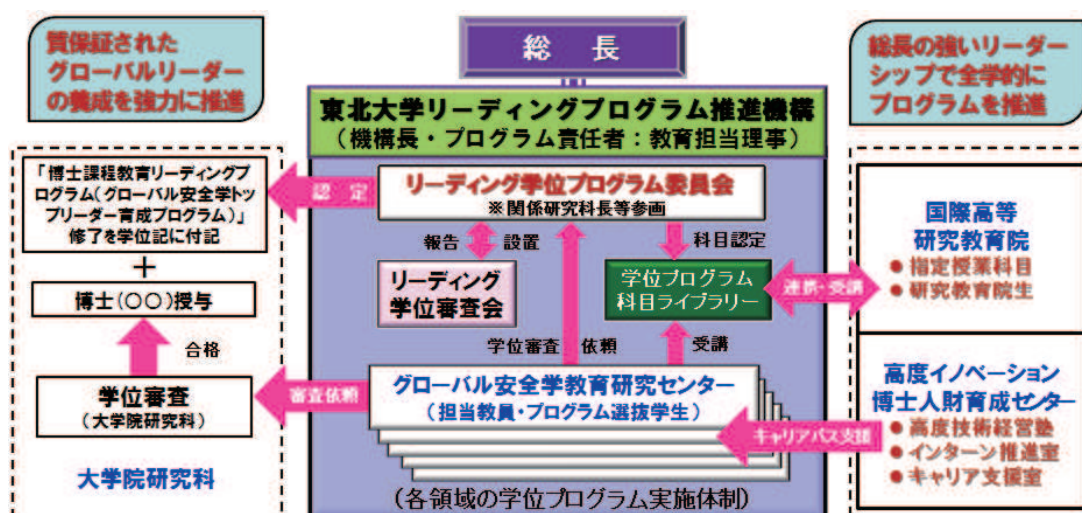 質保証された
グローバルリーダー
の養成を強力に推進
総長
総長の強いリーダー
シップで全学的に
プログラムを推進
東北大学リーディングプログラム推進機構
（機構長・プログラム責任者：教育担当理事）
「博士課程教育リーディングプ
ログラム（グローバル安全学トッ
プリーダー育成プログラム）」
修了を学位記に付記
+
博士（〇〇）授与
合格
学位審査
（大学院研究科）
大学院研究科
認定
リーディング学位プログラム委員会
※関係研究科長等参画
報告
設置
科目認定
リーディング
学位審査会
学位プログラム
科目ライブラリー
連携・受講
学位審査
依頼
受講
審査依頼
グローバル安全学教育研究センター
（担当教員・プログラム選抜学生）
キャリアパス支援
（各領域の学位プログラム実施体制）
国際高等
研究教育院
● 指定授業科目
● 研究教育院生
高度イノベーション
博士人財育成センター
● 高度技術経営塾
● インターン推進室
● キャリア支援室